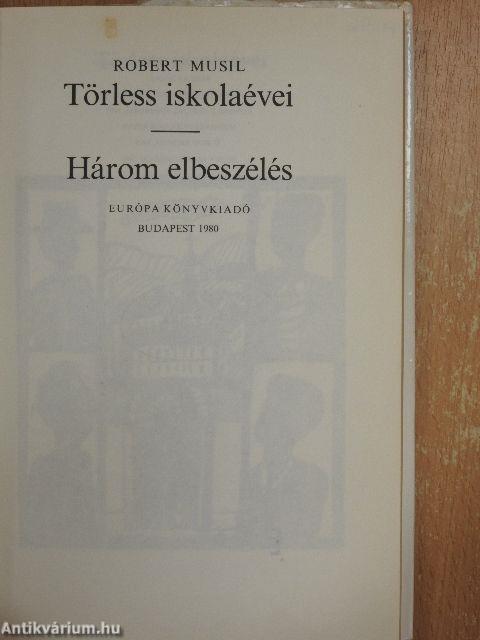 ROBERT MUSIL
Törless iskolaévei
Három elbeszélés
EURÓPA KÖNYVKIADÓ
BUDAPEST 1980
Antikvárium.hu